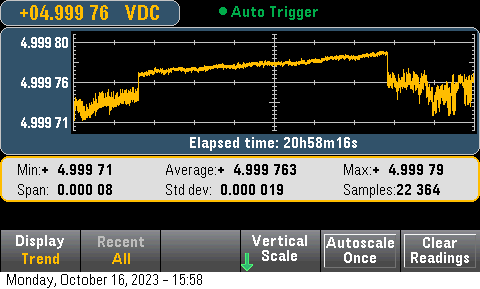 +04.999 76 VDC
Auto Trigger
4.999 80
4.999 76
4.999 71
Elapsed time: 20h58m16s
Min:+ 4.999 71 Average:+ 4.999 763 Max:+ 4.999 79
Span: 0.000 08 Std dev: 0.000 019 Samples:22 364
Display Recent Vertical Autoscale Clear
Trend All Scale Once Readings
Monday, October 16, 2023 - 15:58